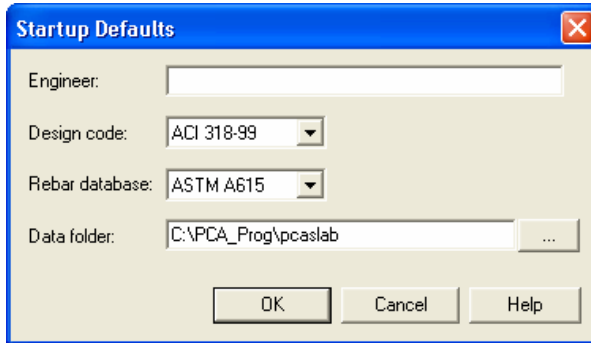 Startup Defaults
Engineer:
Design code: ACI 318-99
Rebar database: ASTM A615
Data folder: C:\PCA_Prog\pcaslab ...
OK Cancel Help